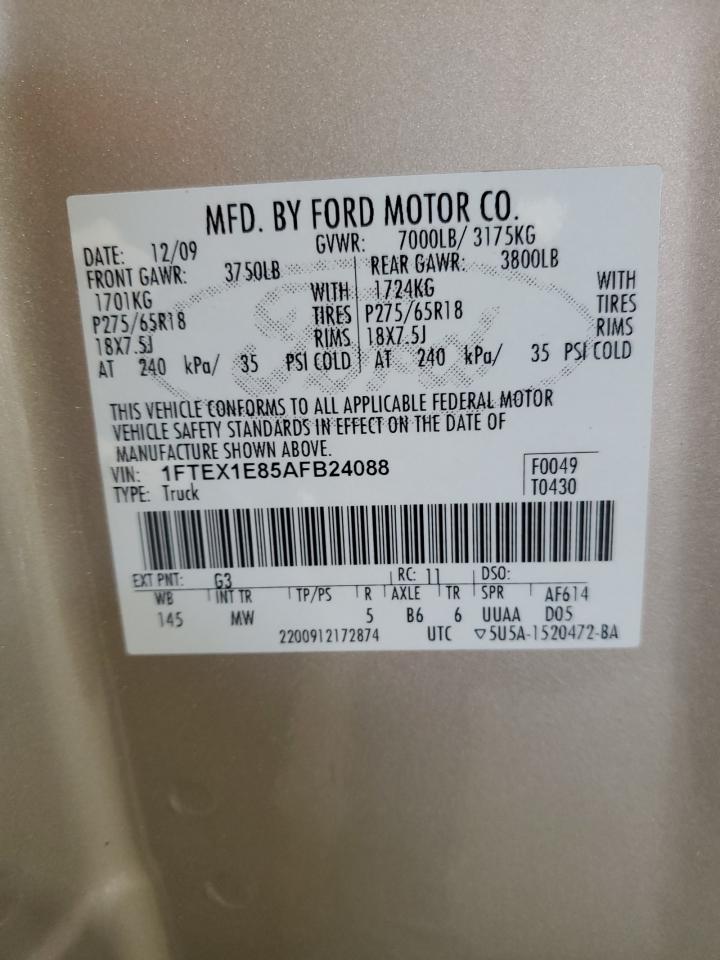 MFD. BY FORD MOTOR CO.
DATE: 12/09 GVWR: 7000LB/ 3175KG
FRONT GAWR: 3750LB REAR GAWR: 3800LB
1701KG WITH 1724KG WITH
P275/65R18 TIRES P275/65R18 TIRES
18X7.5J RIMS 18X7.5J RIMS
AT 240 kPa/ 35 PSI COLD AT 240 kPa/ 35 PSI COLD
THIS VEHICLE CONFORMS TO ALL APPLICABLE FEDERAL MOTOR
VEHICLE SAFETY STANDARDS IN EFFECT ON THE DATE OF
MANUFACTURE SHOWN ABOVE.
VIN: 1FTEX1E85AFB24088 F0049
TYPE: Truck T0430
EXT PNT: G3 RC: 11 DSO:
WB INT TR TP/PS R AXLE TR SPR AF614
145 MW 5 B6 6 UUAA D05
2200912172874 UTC ▽5U5A-1520472-BA
Ford